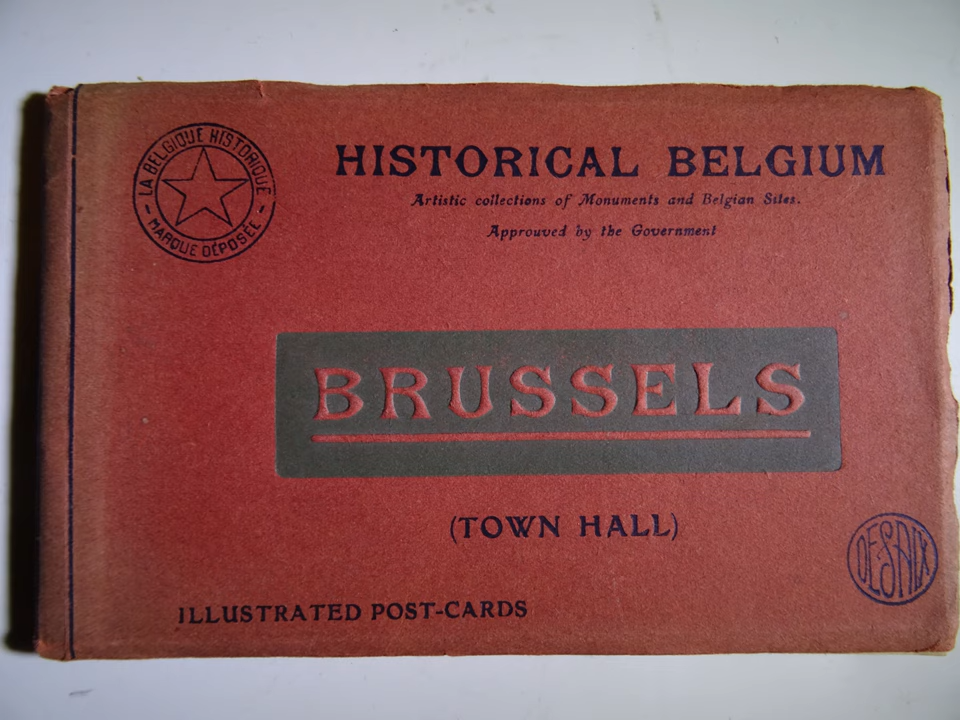 LA BELGIQUE HISTORIQUE
– MARQUE DÉPOSÉE –
HISTORICAL BELGIUM
Artistic collections of Monuments and Belgian Sites.
Approuved by the Government
BRUSSELS
(TOWN HALL)
DESAIX
ILLUSTRATED POST-CARDS